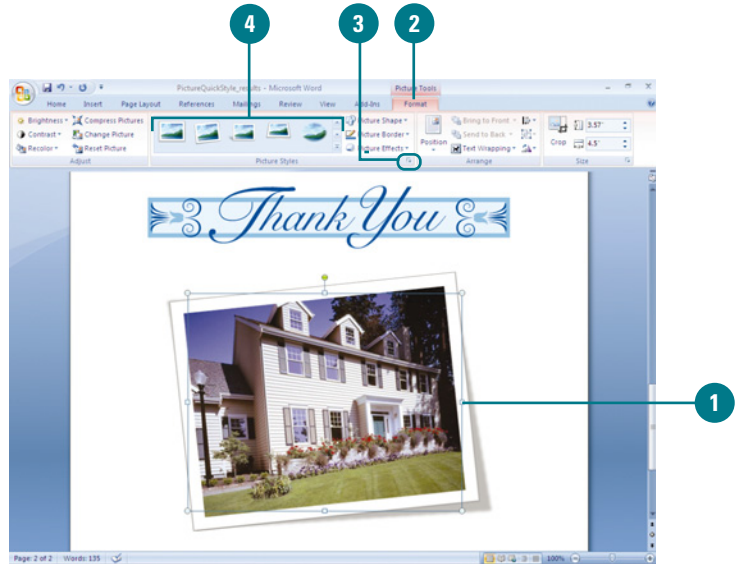 4 3 2
PictureQuickStyle_results - Microsoft Word Picture Tools
Home Insert Page Layout References Mailings Review View Add-Ins Format
Brightness Compress Pictures Picture Shape Bring to Front 3.57"
Contrast Change Picture Picture Border Position Send to Back Crop 4.5"
Recolor Reset Picture Picture Effects Text Wrapping
Adjust Picture Styles Arrange Size
Thank You
1
Page: 2 of 2 Words: 135 100%